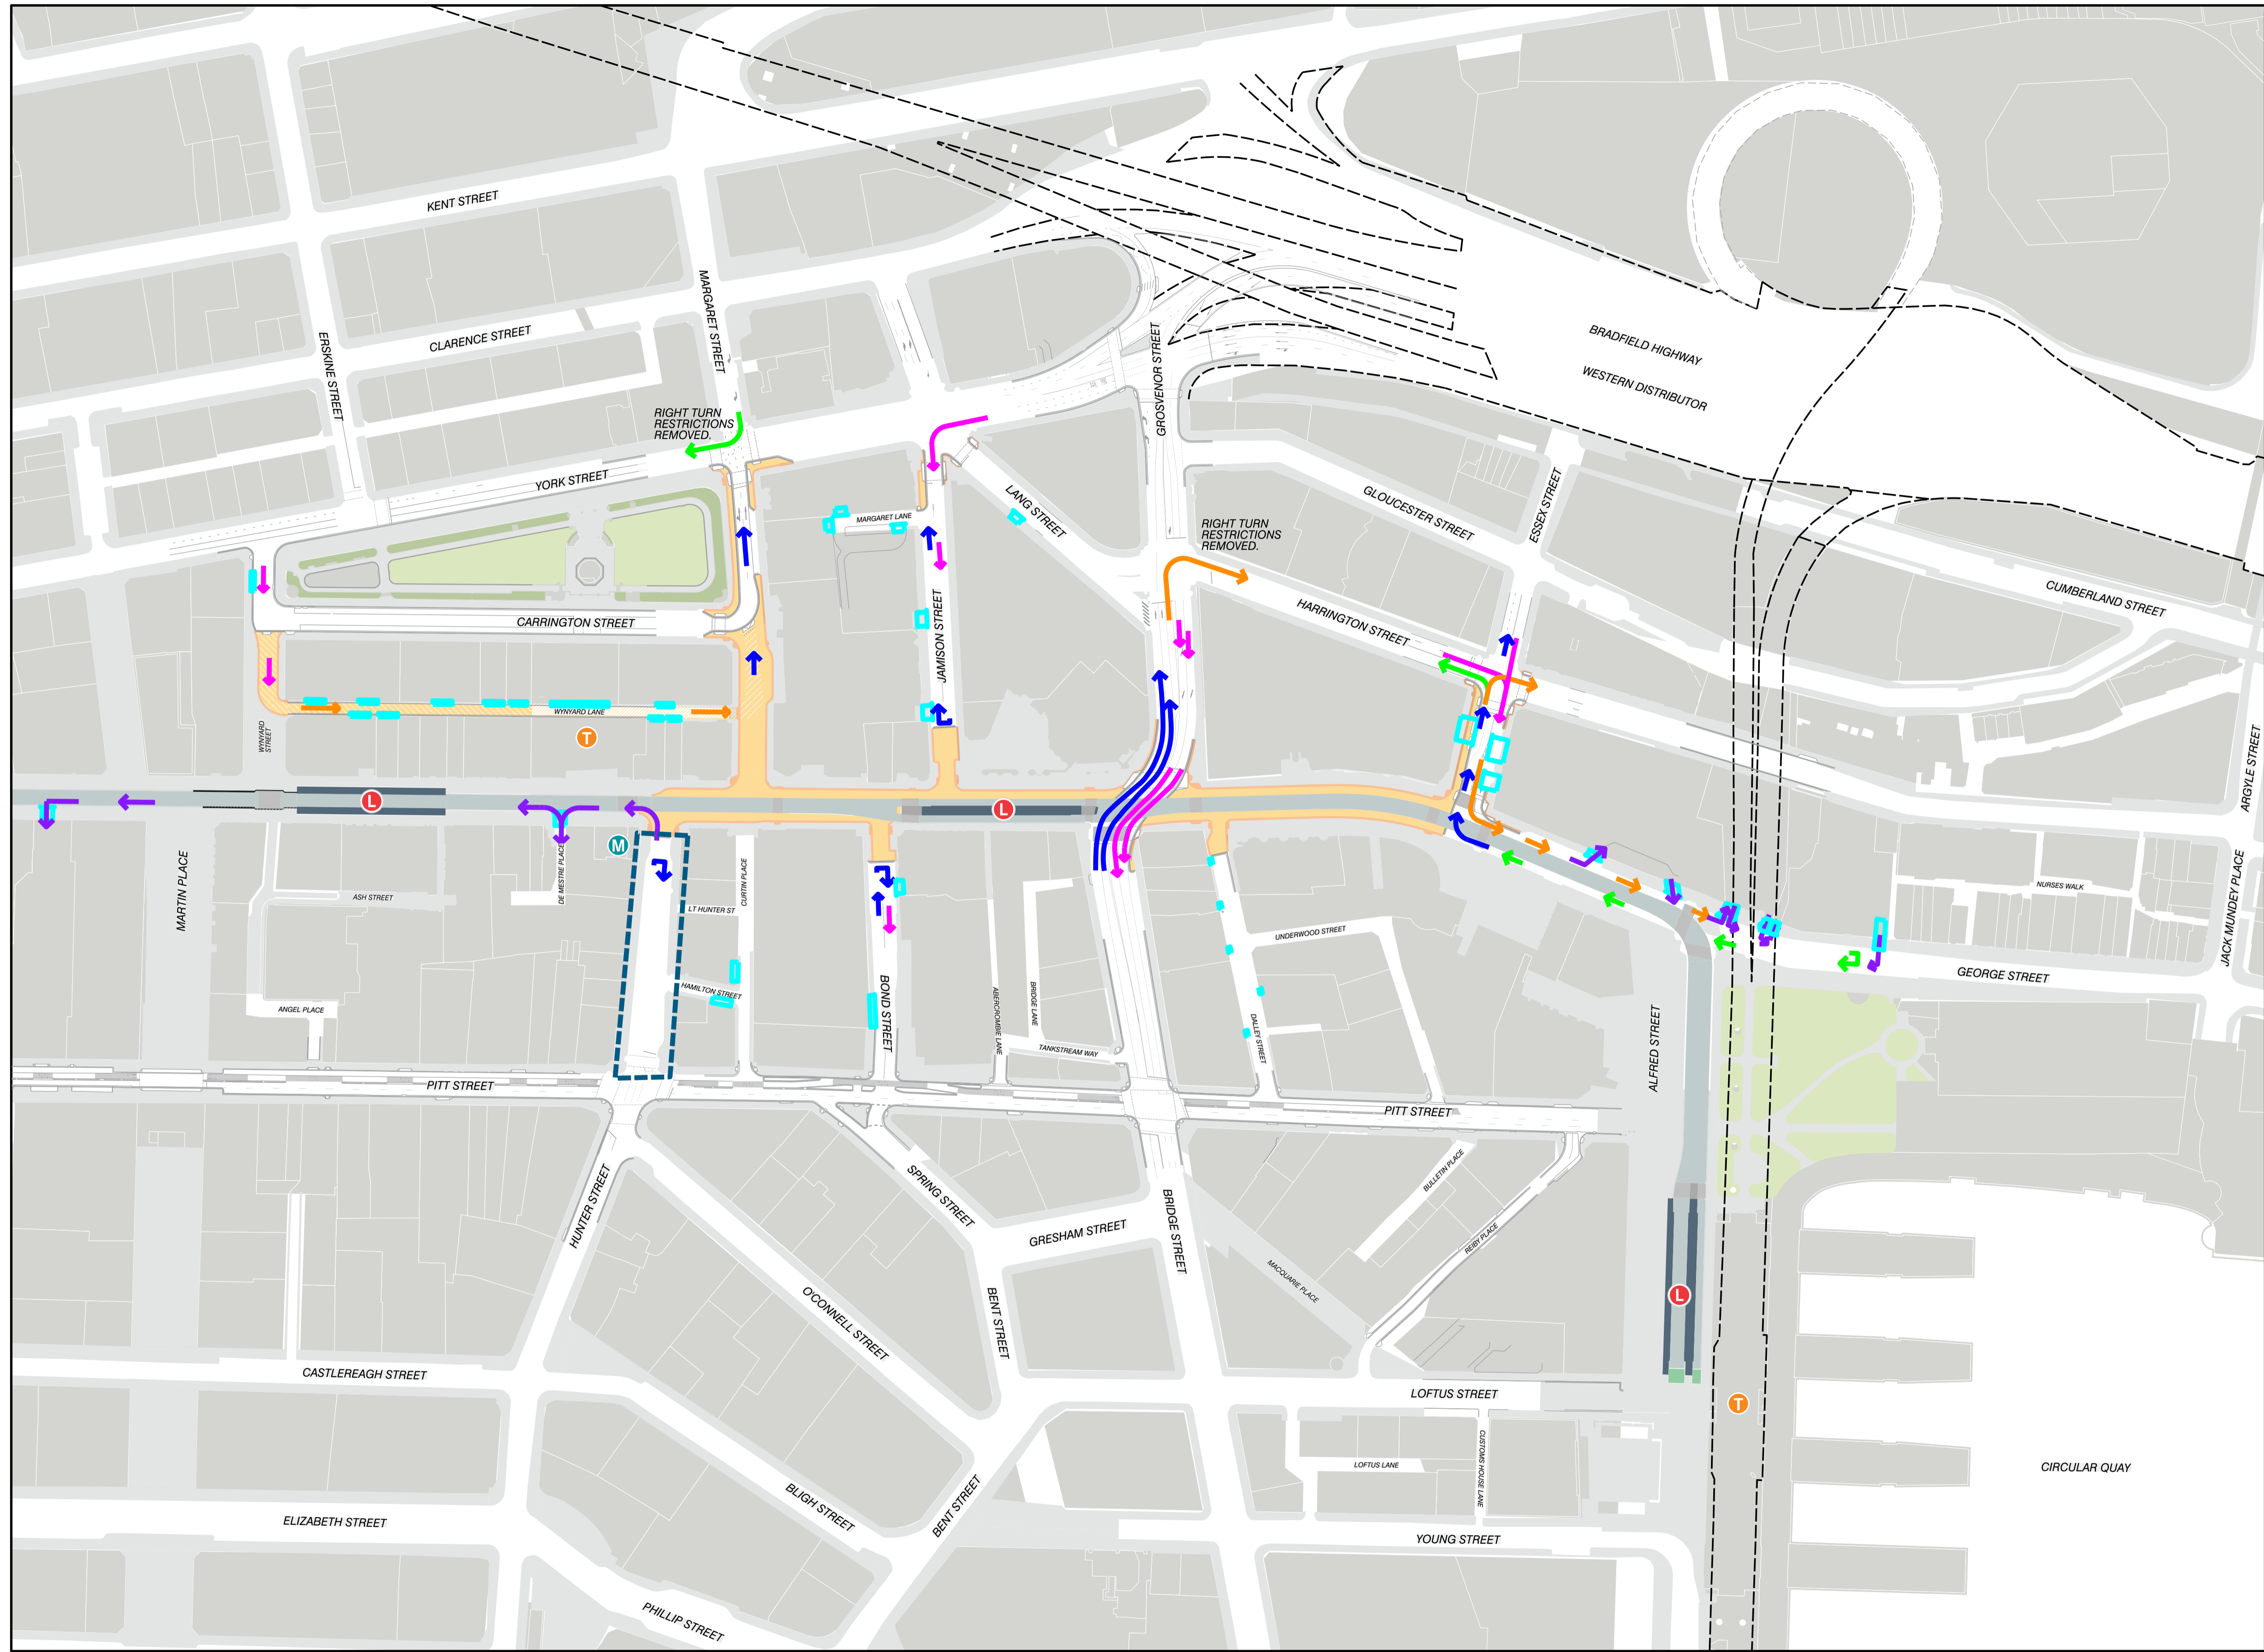 KENT STREET
MARGARET STREET
CLARENCE STREET
ERSKINE STREET
GROSVENOR STREET
BRADFIELD HIGHWAY
WESTERN DISTRIBUTOR
RIGHT TURN
RESTRICTIONS
REMOVED.
YORK STREET
LANG STREET
MARGARET LANE
GLOUCESTER STREET
ESSEX STREET
RIGHT TURN
RESTRICTIONS
REMOVED.
CUMBERLAND STREET
CARRINGTON STREET
JAMISON STREET
HARRINGTON STREET
WYNYARD LANE
WYNYARD
STREET
T
ARGYLE STREET
L
L
M
MARTIN PLACE
ASH STREET
DE MESTRE PLACE
CURTIN PLACE
LT HUNTER ST
HAMILTON STREET
BOND STREET
ABERCROMBIE LANE
BRIDGE LANE
TANKSTREAM WAY
UNDERWOOD STREET
DALLEY STREET
NURSES WALK
JACK MUNDEY PLACE
GEORGE STREET
ANGEL PLACE
ALFRED STREET
PITT STREET
PITT STREET
HUNTER STREET
SPRING STREET
GRESHAM STREET
BRIDGE STREET
BULLETIN PLACE
REIBY PLACE
MACQUARIE PLACE
O'CONNELL STREET
BENT STREET
L
CASTLEREAGH STREET
LOFTUS STREET
T
CUSTOMS HOUSE LANE
LOFTUS LANE
CIRCULAR QUAY
BLIGH STREET
BENT STREET
ELIZABETH STREET
YOUNG STREET
PHILLIP STREET